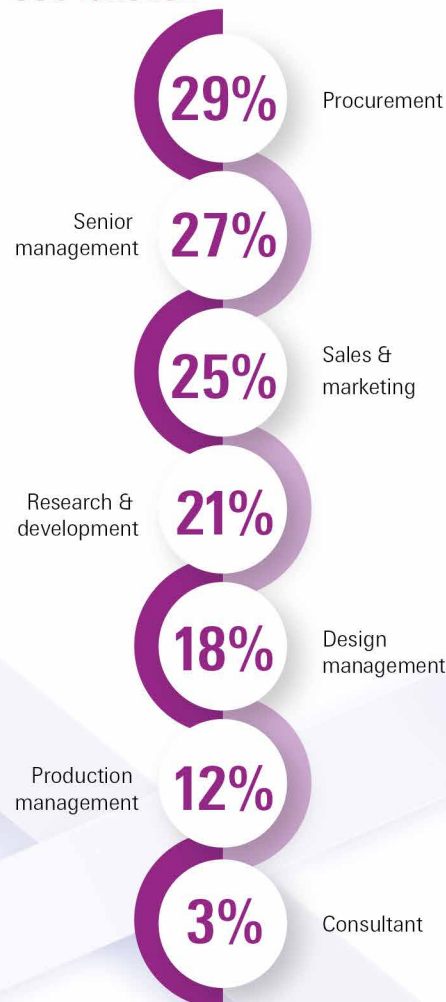 29%
Procurement
Senior
management
27%
25%
Sales &
marketing
Research &
development
21%
18%
Design
management
Production
management
12%
3%
Consultant